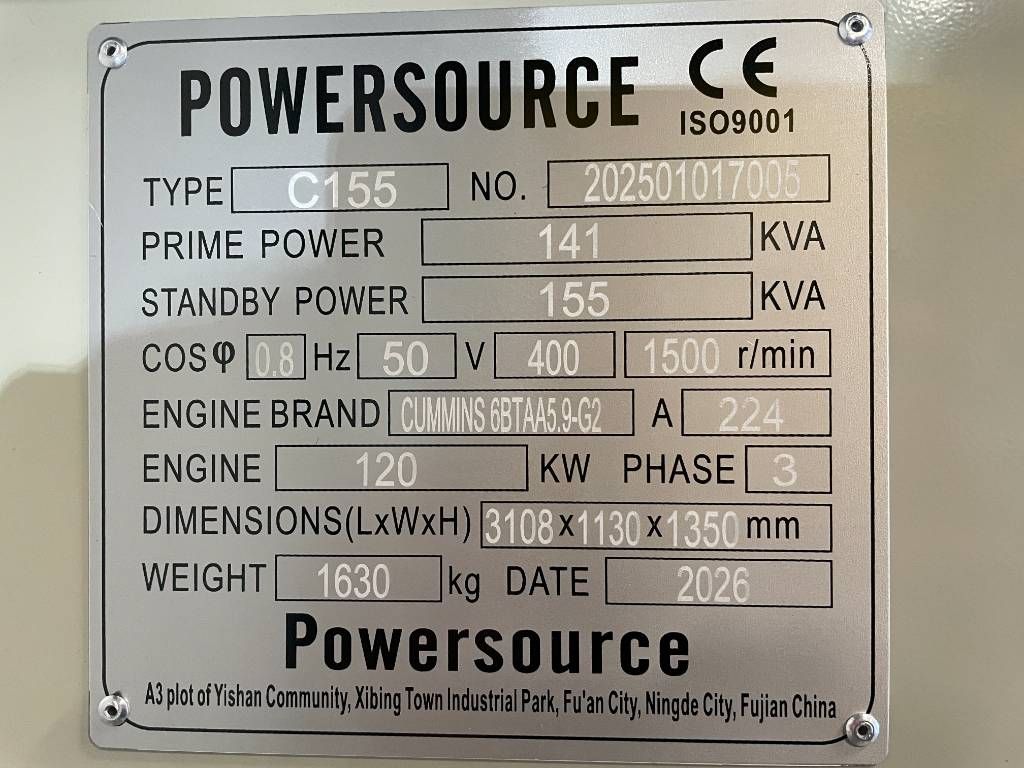 POWERSOURCE CE
ISO9001
TYPE C155 NO. 202501017005
PRIME POWER 141 KVA
STANDBY POWER 155 KVA
COSφ 0.8 Hz 50 V 400 1500 r/min
ENGINE BRAND CUMMINS 6BTAA5.9-G2 A 224
ENGINE 120 KW PHASE 3
DIMENSIONS(LxWxH) 3108x1130x1350 mm
WEIGHT 1630 kg DATE 2026
Powersource
A3 plot of Yishan Community, Xibing Town Industrial Park, Fu'an City, Ningde City, Fujian China